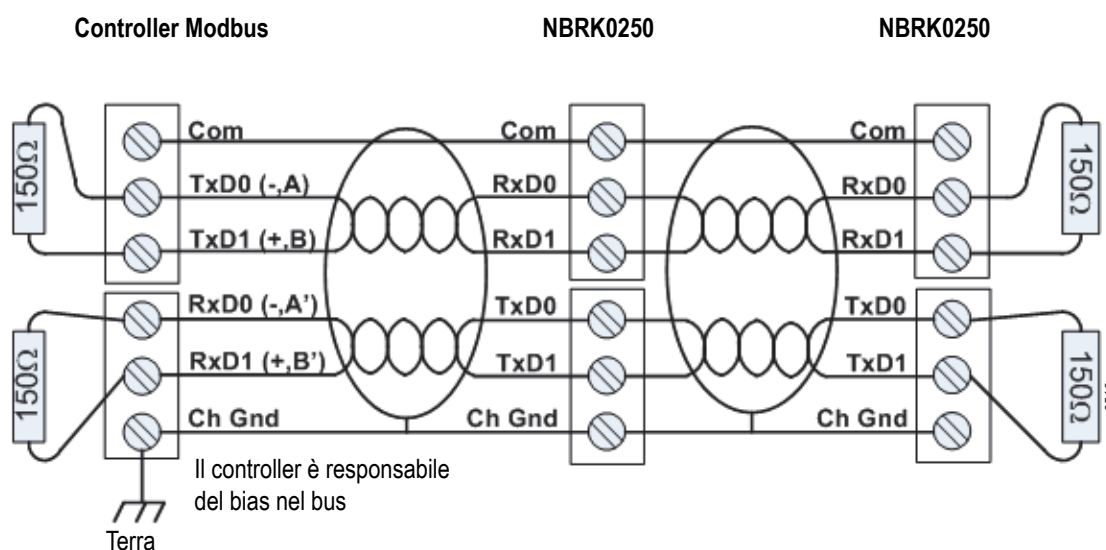 Controller Modbus NBRK0250 NBRK0250
Com Com Com
150Ω TxD0 (-,A) RxD0 RxD0 150Ω
TxD1 (+,B) RxD1 RxD1
RxD0 (-,A') TxD0 TxD0
150Ω RxD1 (+,B') TxD1 TxD1 150Ω
Ch Gnd Ch Gnd Ch Gnd
Il controller è responsabile
del bias nel bus
Terra